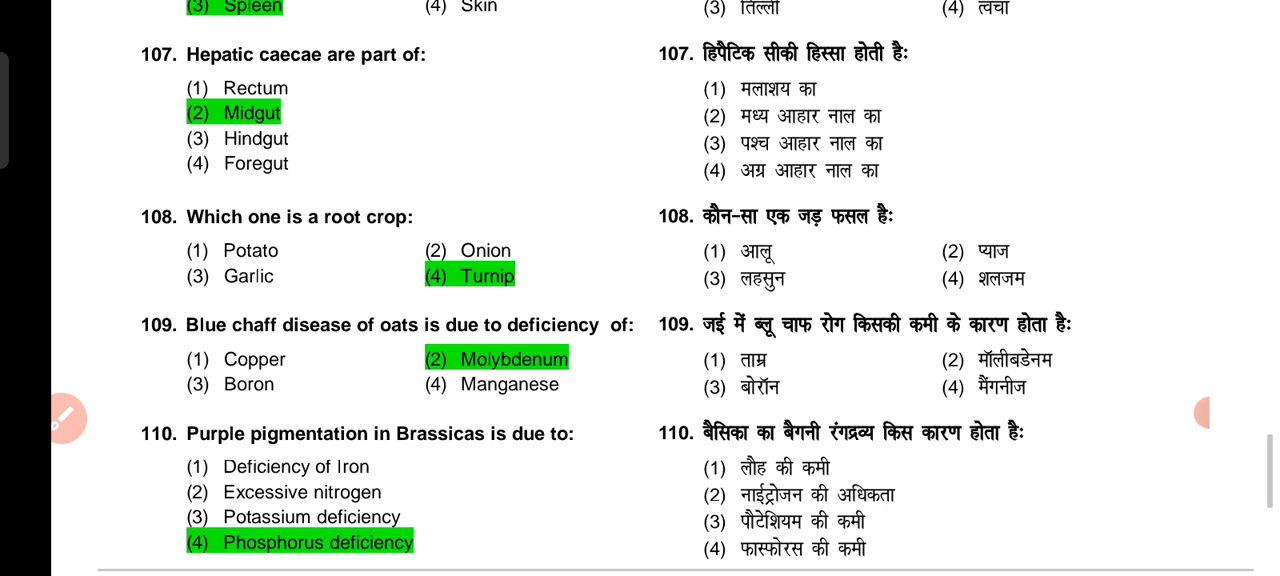 (3) Spleen (4) Skin
107. Hepatic caecae are part of:
(1) Rectum
(2) Midgut
(3) Hindgut
(4) Foregut
108. Which one is a root crop:
(1) Potato (2) Onion
(3) Garlic (4) Turnip
109. Blue chaff disease of oats is due to deficiency of:
(1) Copper (2) Molybdenum
(3) Boron (4) Manganese
110. Purple pigmentation in Brassicas is due to:
(1) Deficiency of Iron
(2) Excessive nitrogen
(3) Potassium deficiency
(4) Phosphorus deficiency
(3) तिल्ली (4) त्वचा
107. हिपैटिक सीकी हिस्सा होती है:
(1) मलाशय का
(2) मध्य आहार नाल का
(3) पश्च आहार नाल का
(4) अग्र आहार नाल का
108. कौन-सा एक जड़ फसल है:
(1) आलू (2) प्याज
(3) लहसुन (4) शलजम
109. जई में ब्लू चाफ रोग किसकी कमी के कारण होता है:
(1) ताम्र (2) मॉलीबडेनम
(3) बोरॉन (4) मैंगनीज
110. बैसिका का बैगनी रंगद्रव्य किस कारण होता है:
(1) लौह की कमी
(2) नाईट्रोजन की अधिकता
(3) पौटेशियम की कमी
(4) फास्फोरस की कमी